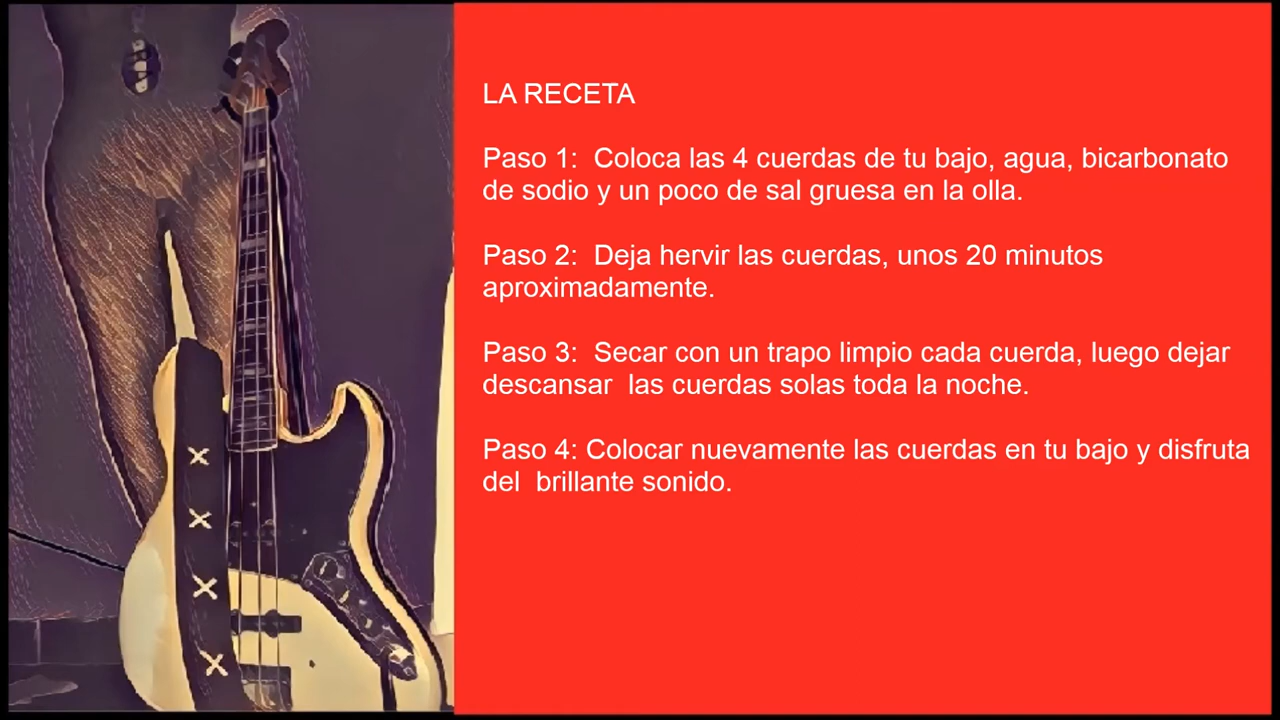 LA RECETA
Paso 1:  Coloca las 4 cuerdas de tu bajo, agua, bicarbonato
de sodio y un poco de sal gruesa en la olla.
Paso 2:  Deja hervir las cuerdas, unos 20 minutos
aproximadamente.
Paso 3:  Secar con un trapo limpio cada cuerda, luego dejar
descansar  las cuerdas solas toda la noche.
Paso 4: Colocar nuevamente las cuerdas en tu bajo y disfruta
del  brillante sonido.